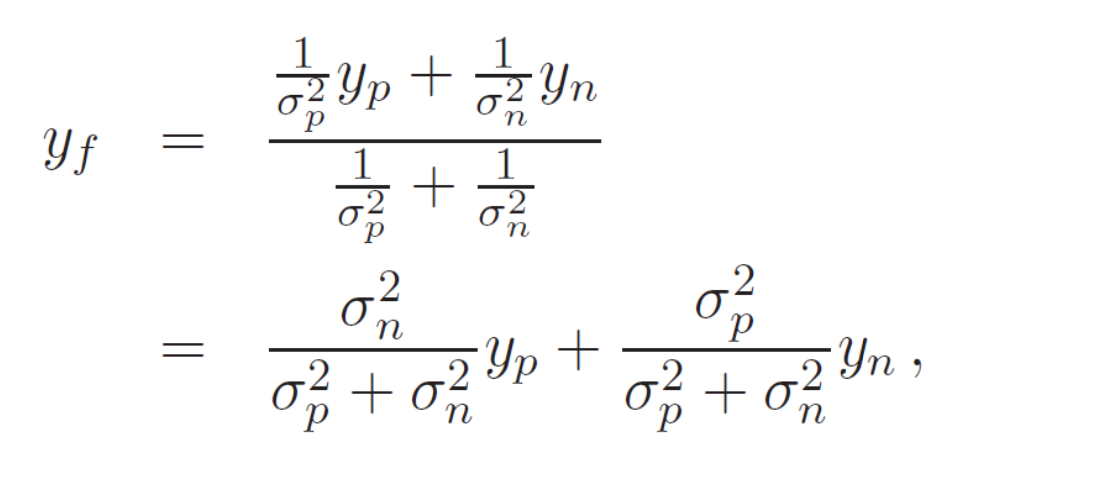 y_f = \frac{\frac{1}{\sigma_p^2} y_p + \frac{1}{\sigma_n^2} y_n}{\frac{1}{\sigma_p^2} + \frac{1}{\sigma_n^2}}
= \frac{\sigma_n^2}{\sigma_p^2 + \sigma_n^2} y_p + \frac{\sigma_p^2}{\sigma_p^2 + \sigma_n^2} y_n ,